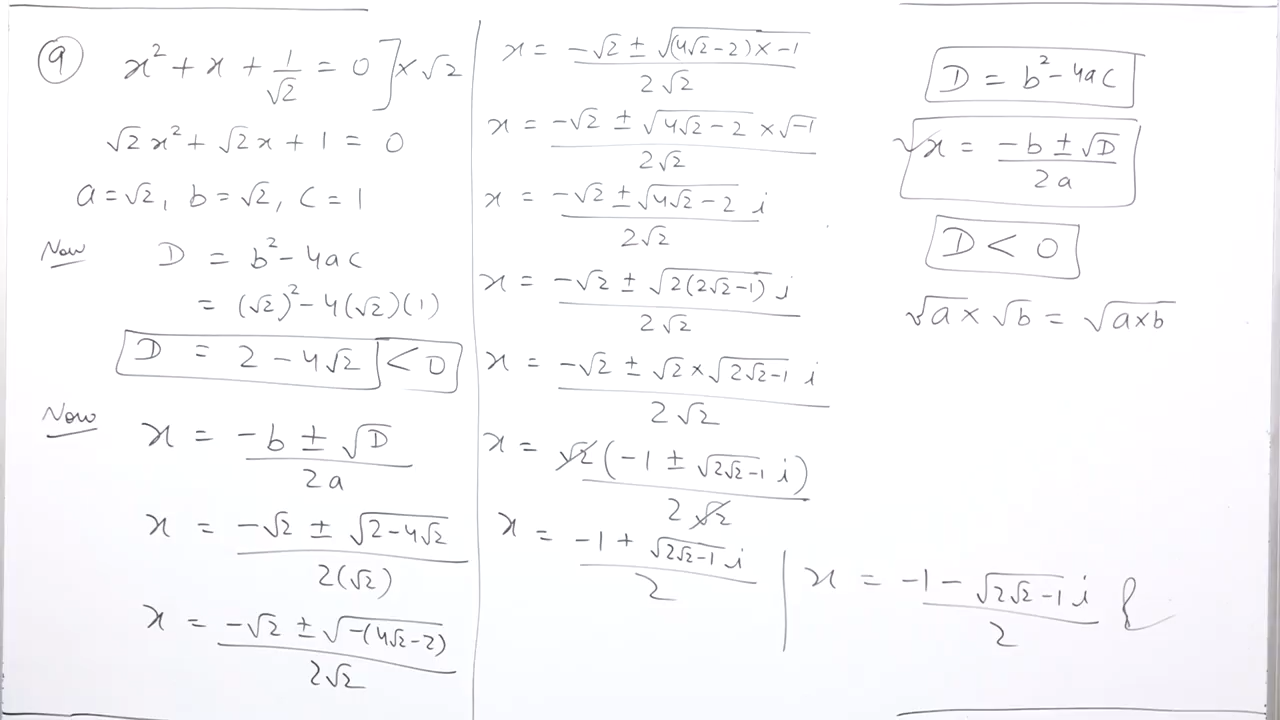 9 x² + x + 1/√2 = 0 ] × √2
√2 x² + √2 x + 1 = 0
a = √2, b = √2, c = 1
Now D = b² - 4ac
= (√2)² - 4(√2)(1)
D = 2 - 4√2 < 0
Now x = (-b ± √D)/2a
x = (-√2 ± √(2-4√2))/2(√2)
x = (-√2 ± √(-(4√2-2)))/2√2
x = (-√2 ± √((4√2-2)×-1))/2√2
x = (-√2 ± √(4√2-2) × √-1)/2√2
x = (-√2 ± √(4√2-2) i)/2√2
x = (-√2 ± √(2(2√2-1)) i)/2√2
x = (-√2 ± √2 × √(2√2-1) i)/2√2
x = √2(-1 ± √(2√2-1) i)/2√2
x = (-1 + √(2√2-1) i)/2 | x = (-1 - √(2√2-1) i)/2
D = b² - 4ac
x = (-b ± √D)/2a
D < 0
√a × √b = √(a×b)